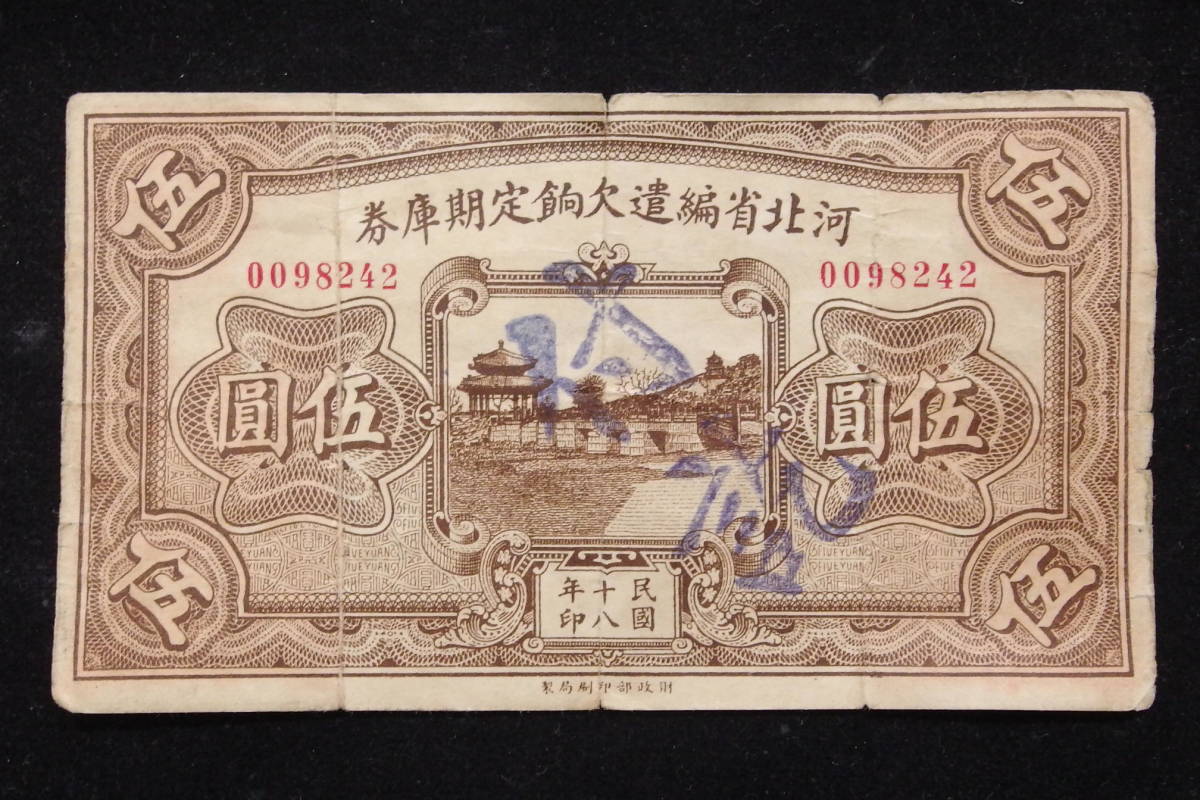 河北省編遣欠餉定期庫券
0098242
0098242
伍
伍
伍圓
伍圓
伍
伍
民國
十八
年印
財政部印刷局製